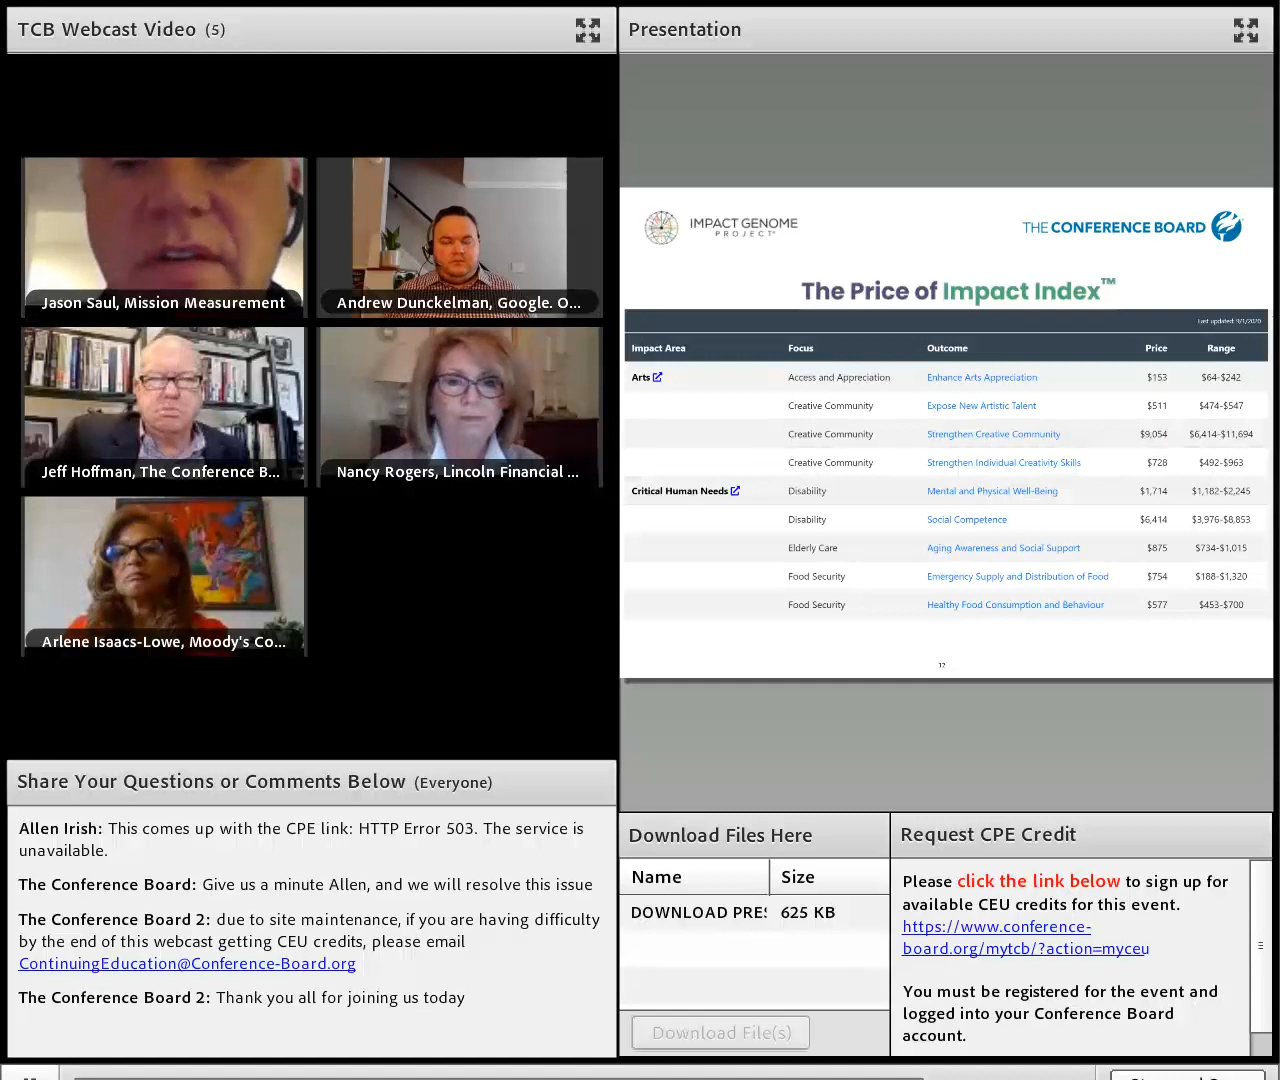 TCB Webcast Video (5)
Jason Saul, Mission Measurement
Andrew Dunckelman, Google. O...
Jeff Hoffman, The Conference B...
Nancy Rogers, Lincoln Financial ...
Arlene Isaacs-Lowe, Moody's Co...
Share Your Questions or Comments Below (Everyone)
Allen Irish: This comes up with the CPE link: HTTP Error 503. The service is
unavailable.
The Conference Board: Give us a minute Allen, and we will resolve this issue
The Conference Board 2: due to site maintenance, if you are having difficulty
by the end of this webcast getting CEU credits, please email
ContinuingEducation@Conference-Board.org
The Conference Board 2: Thank you all for joining us today
Presentation
IMPACT GENOME
PROJECT®
THE CONFERENCE BOARD
The Price of Impact Index™
Last updated: 9/1/2020
Impact Area Focus Outcome Price Range
Arts Access and Appreciation Enhance Arts Appreciation $153 $64-$242
Creative Community Expose New Artistic Talent $511 $474-$547
Creative Community Strengthen Creative Community $9,054 $6,414-$11,694
Creative Community Strengthen Individual Creativity Skills $728 $492-$963
Critical Human Needs Disability Mental and Physical Well-Being $1,714 $1,182-$2,245
Disability Social Competence $6,414 $3,976-$8,853
Elderly Care Aging Awareness and Social Support $875 $734-$1,015
Food Security Emergency Supply and Distribution of Food $754 $188-$1,320
Food Security Healthy Food Consumption and Behaviour $577 $453-$700
12
Download Files Here
Name Size
DOWNLOAD PRES 625 KB
Download File(s)
Request CPE Credit
Please click the link below to sign up for
available CEU credits for this event.
https://www.conference-
board.org/mytcb/?action=myceu
You must be registered for the event and
logged into your Conference Board
account.